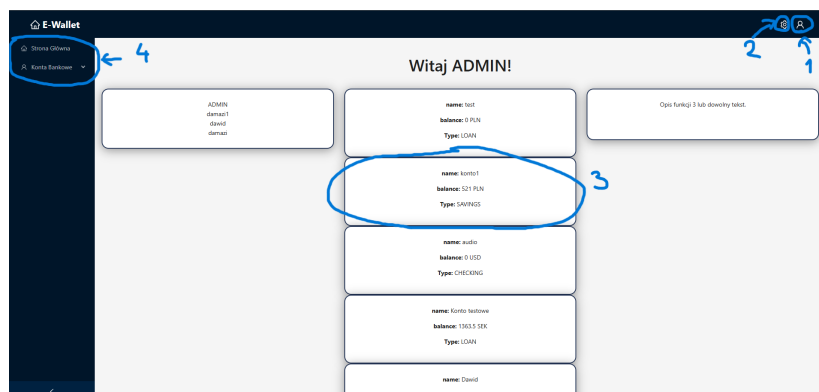 E-Wallet
2
1
Strona Główna
Konta Bankowe
4
Witaj ADMIN!
ADMIN
damazi1
dawid
damazi
name: test
balance: 0 PLN
Type: LOAN
name: konto1
balance: 521 PLN
Type: SAVINGS
3
name: audio
balance: 0 USD
Type: CHECKING
name: Konto testowe
balance: 1363.5 SEK
Type: LOAN
name: Dawid
Opis funkcji 3 lub dowolny tekst.